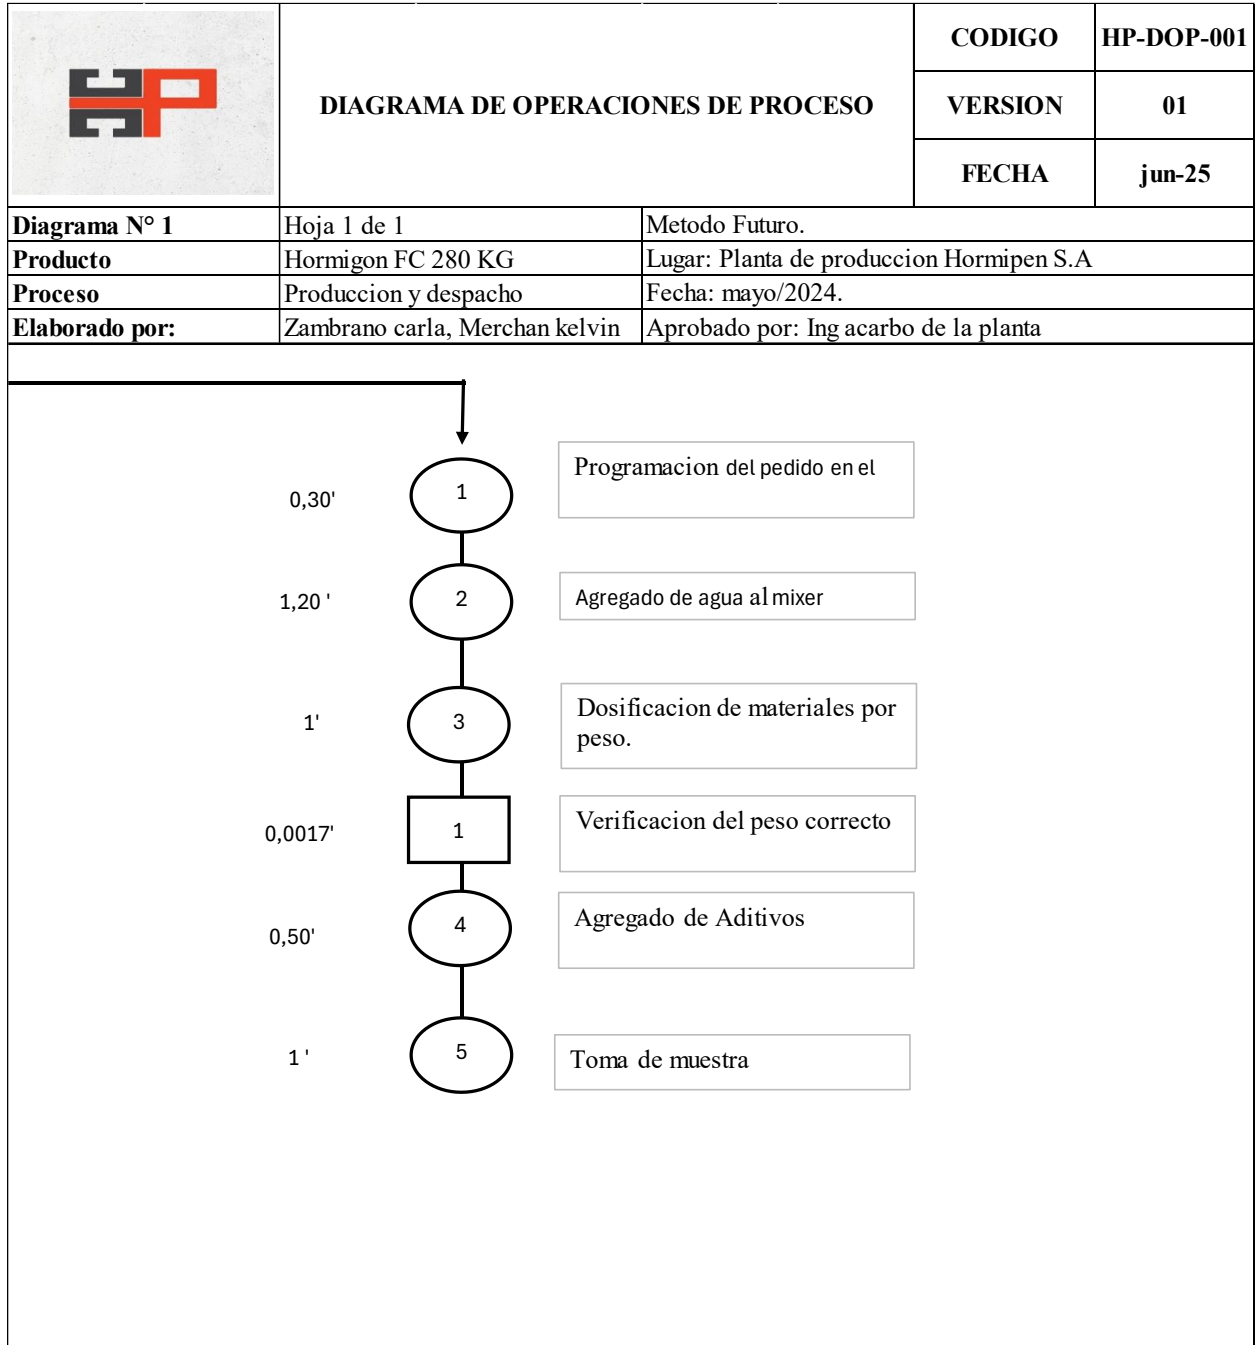 HP
DIAGRAMA DE OPERACIONES DE PROCESO
CODIGO HP-DOP-001
VERSION 01
FECHA jun-25
Diagrama N° 1 Hoja 1 de 1 Metodo Futuro.
Producto Hormigon FC 280 KG Lugar: Planta de produccion Hormipen S.A
Proceso Produccion y despacho Fecha: mayo/2024.
Elaborado por: Zambrano carla, Merchan kelvin Aprobado por: Ing acarbo de la planta
0,30' 1 Programacion del pedido en el
1,20 ' 2 Agregado de agua al mixer
1' 3 Dosificacion de materiales por
peso.
0,0017' 1 Verificacion del peso correcto
0,50' 4 Agregado de Aditivos
1 ' 5 Toma de muestra